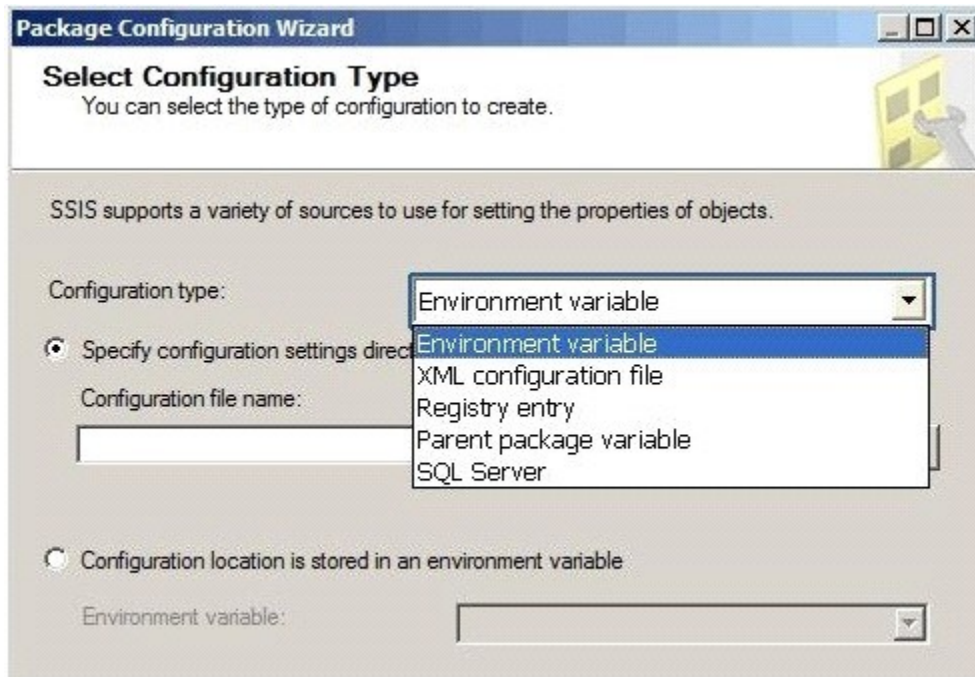 Package Configuration Wizard
Select Configuration Type
You can select the type of configuration to create.
SSIS supports a variety of sources to use for setting the properties of objects.
Configuration type:
Environment variable
Specify configuration settings direct
Environment variable
XML configuration file
Configuration file name:
Registry entry
Parent package variable
SQL Server
Configuration location is stored in an environment variable
Environment variable: